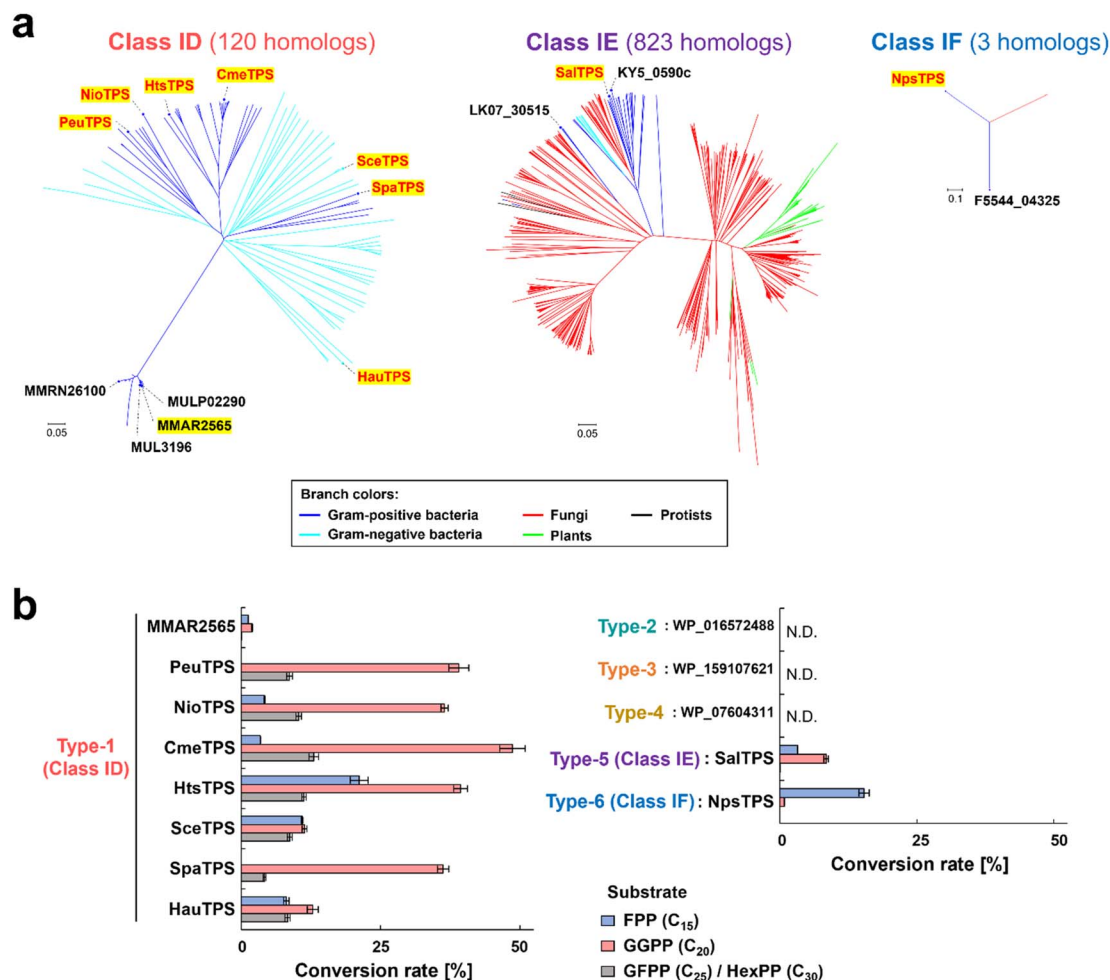 a
Class ID (120 homologs)
Class IE (823 homologs)
Class IF (3 homologs)
CmeTPS
HtsTPS
NioTPS
PeuTPS
SceTPS
SpaTPS
HauTPS
MMRN26100
MULP02290
MMAR2565
MUL3196
0.05
SalTPS
KY5_0590c
LK07_30515
0.05
NpsTPS
0.1
F5544_04325
Branch colors:
Gram-positive bacteria
Fungi
Protists
Gram-negative bacteria
Plants
b
Type-1
(Class ID)
MMAR2565
PeuTPS
NioTPS
CmeTPS
HtsTPS
SceTPS
SpaTPS
HauTPS
0 25 50
Conversion rate [%]
Type-2 : WP_016572488 N.D.
Type-3 : WP_159107621 N.D.
Type-4 : WP_07604311 N.D.
Type-5 (Class IE) : SalTPS
Type-6 (Class IF) : NpsTPS
0 25 50
Conversion rate [%]
Substrate
FPP (C15)
GGPP (C20)
GFPP (C25) / HexPP (C30)